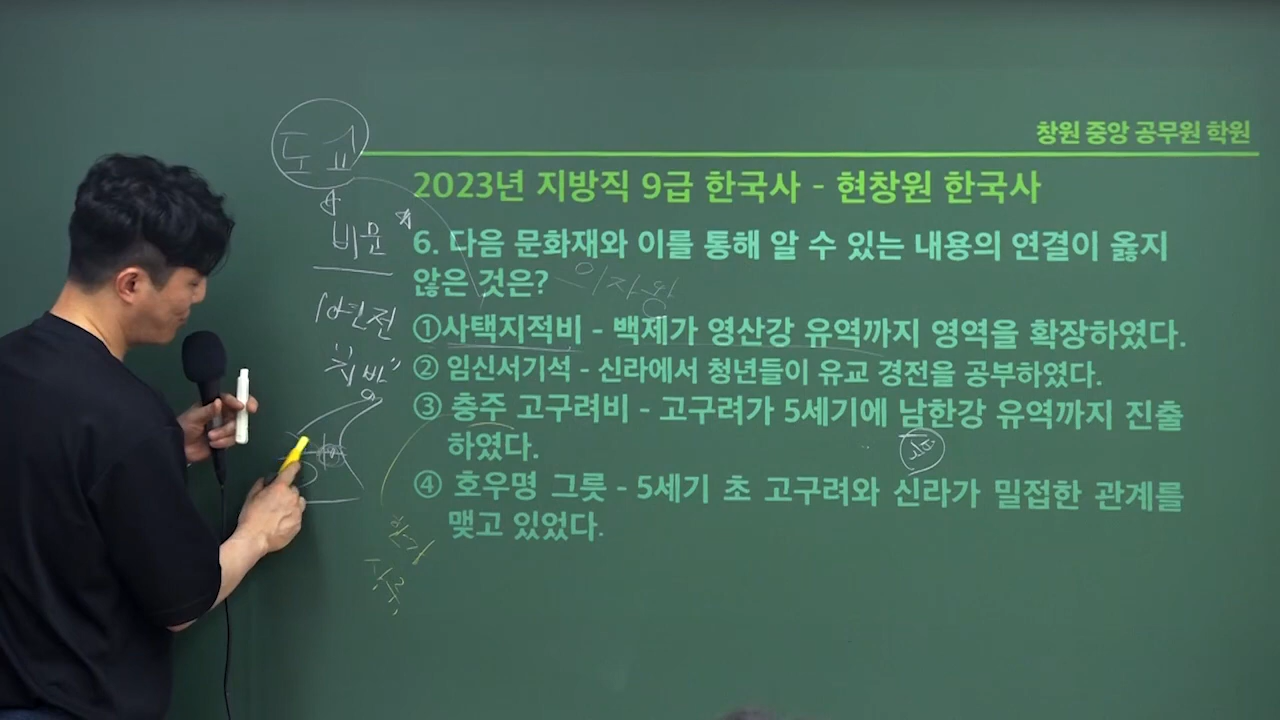 창원 중앙 공무원 학원
도교
2023년 지방직 9급 한국사 - 현창원 한국사
비문
6. 다음 문화재와 이를 통해 알 수 있는 내용의 연결이 옳지
않은 것은?
의자왕
①사택지적비 - 백제가 영산강 유역까지 영역을 확장하였다.
② 임신서기석 - 신라에서 청년들이 유교 경전을 공부하였다.
③ 충주 고구려비 - 고구려가 5세기에 남한강 유역까지 진출
하였다.
④ 호우명 그릇 - 5세기 초 고구려와 신라가 밀접한 관계를
맺고 있었다.